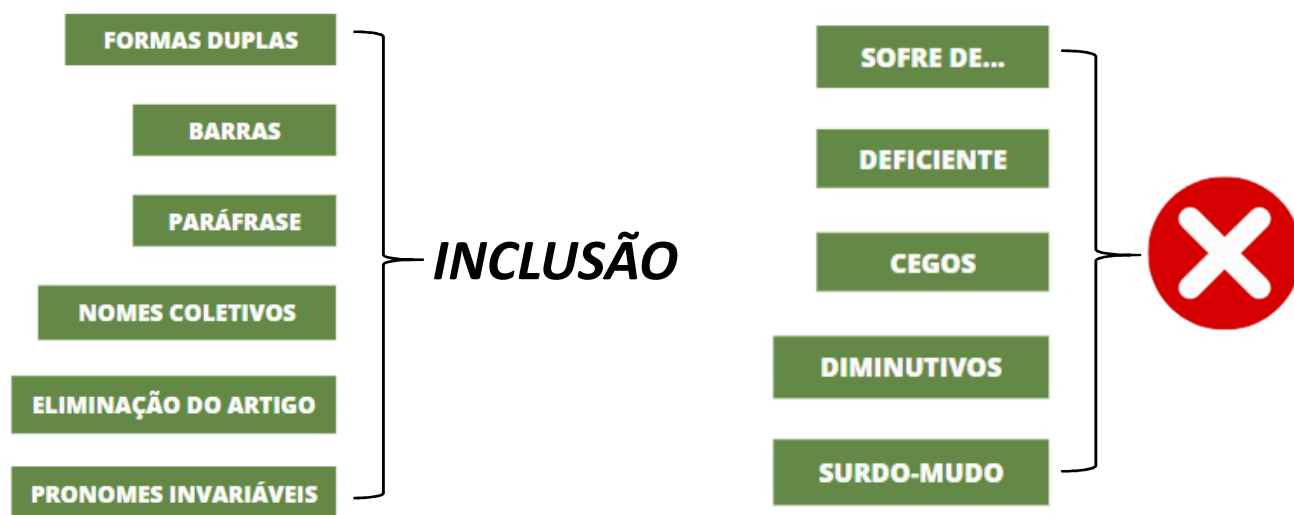 FORMAS DUPLAS
BARRAS
PARÁFRASE
NOMES COLETIVOS
ELIMINAÇÃO DO ARTIGO
PRONOMES INVARIÁVEIS
INCLUSÃO
SOFRE DE...
DEFICIENTE
CEGOS
DIMINUTIVOS
SURDO-MUDO